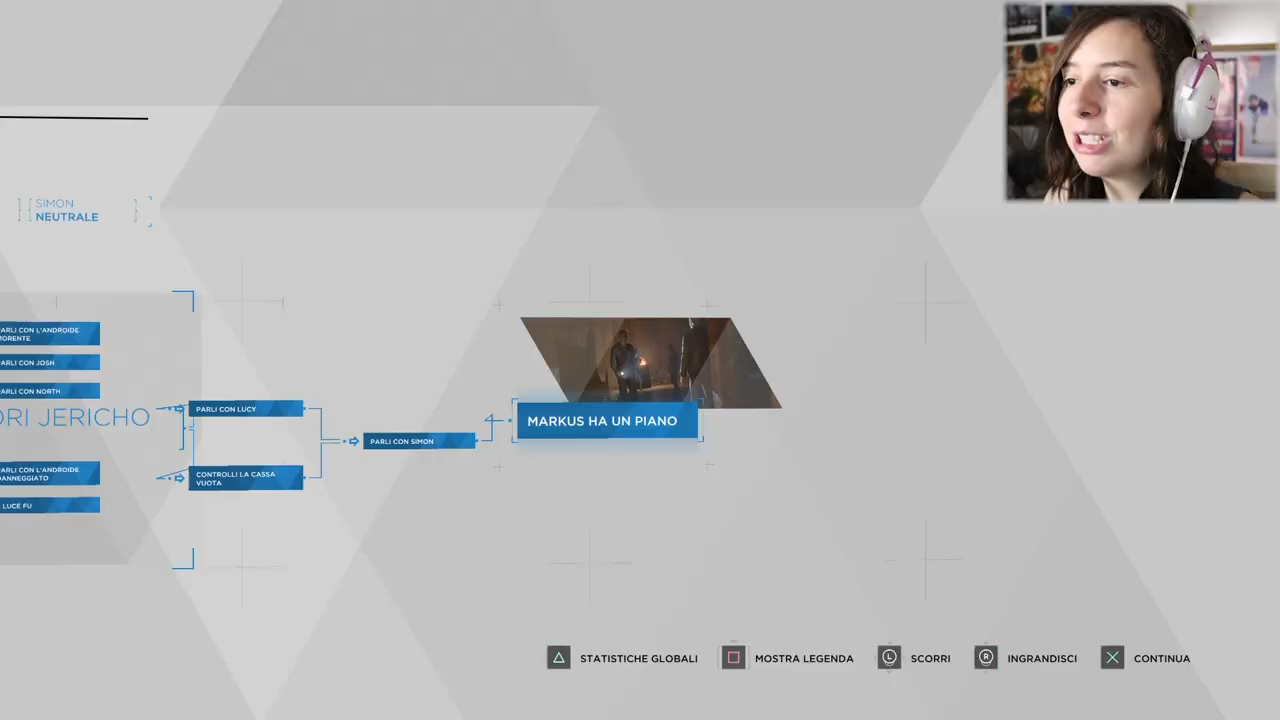 SIMON
NEUTRALE
PARLI CON L'ANDROIDE
MORENTE
PARLI CON JOSH
PARLI CON NORTH
ORI JERICHO
PARLI CON LUCY
PARLI CON SIMON
MARKUS HA UN PIANO
PARLI CON L'ANDROIDE
DANNEGGIATO
CONTROLLI LA CASSA
VUOTA
LUCE FU
STATISTICHE GLOBALI
MOSTRA LEGENDA
L
SCORRI
R
INGRANDISCI
CONTINUA